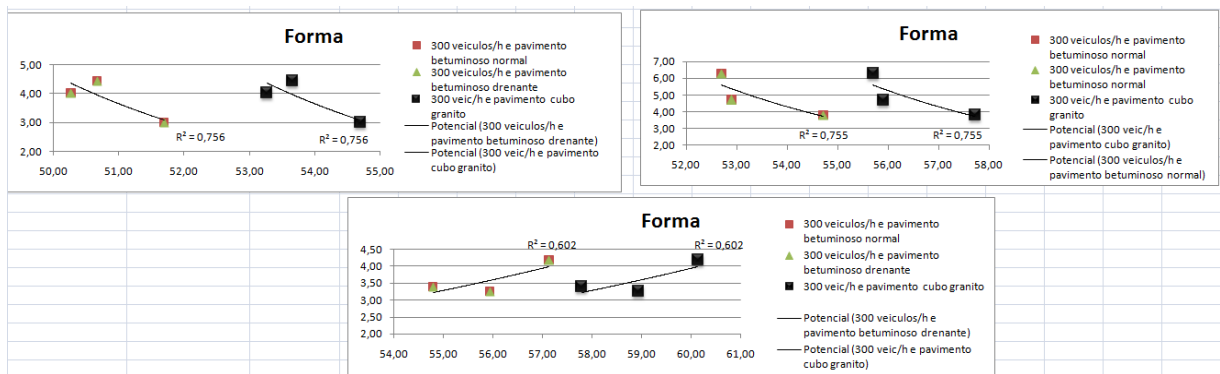 Forma
5,00
4,00
3,00
2,00
50,00 51,00 52,00 53,00 54,00 55,00
R² = 0,756
R² = 0,756
300 veiculos/h e pavimento
betuminoso normal
300 veiculos/h e pavimento
betuminoso drenante
300 veic/h e pavimento cubo
granito
Potencial (300 veiculos/h e
pavimento betuminoso drenante)
Potencial (300 veic/h e pavimento
cubo granito)
Forma
7,00
6,00
5,00
4,00
3,00
2,00
52,00 53,00 54,00 55,00 56,00 57,00 58,00
R² = 0,755
R² = 0,755
300 veiculos/h e pavimento
betuminoso normal
300 veiculos/h e pavimento
betuminoso normal
300 veic/h e pavimento cubo
granito
Potencial (300 veic/h e
pavimento cubo granito)
Potencial (300 veiculos/h e
pavimento betuminoso normal)
Forma
R² = 0,602
R² = 0,602
4,50
4,00
3,50
3,00
2,50
2,00
54,00 55,00 56,00 57,00 58,00 59,00 60,00 61,00
300 veiculos/h e pavimento
betuminoso normal
300 veiculos/h e pavimento
betuminoso drenante
300 veic/h e pavimento cubo granito
Potencial (300 veiculos/h e
pavimento betuminoso drenante)
Potencial (300 veic/h e pavimento
cubo granito)